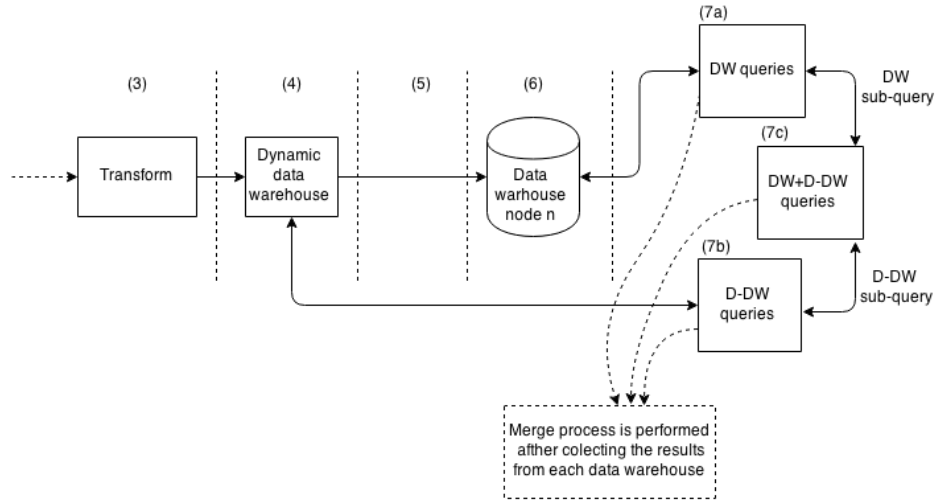 (7a)
DW queries
DW
sub-query
(3)
(4)
(5)
(6)
(7c)
Transform
Dynamic
data
warehouse
Data
warhouse
node n
DW+D-DW
queries
(7b)
D-DW
queries
D-DW
sub-query
Merge process is performed
afther colecting the results
from each data warehouse